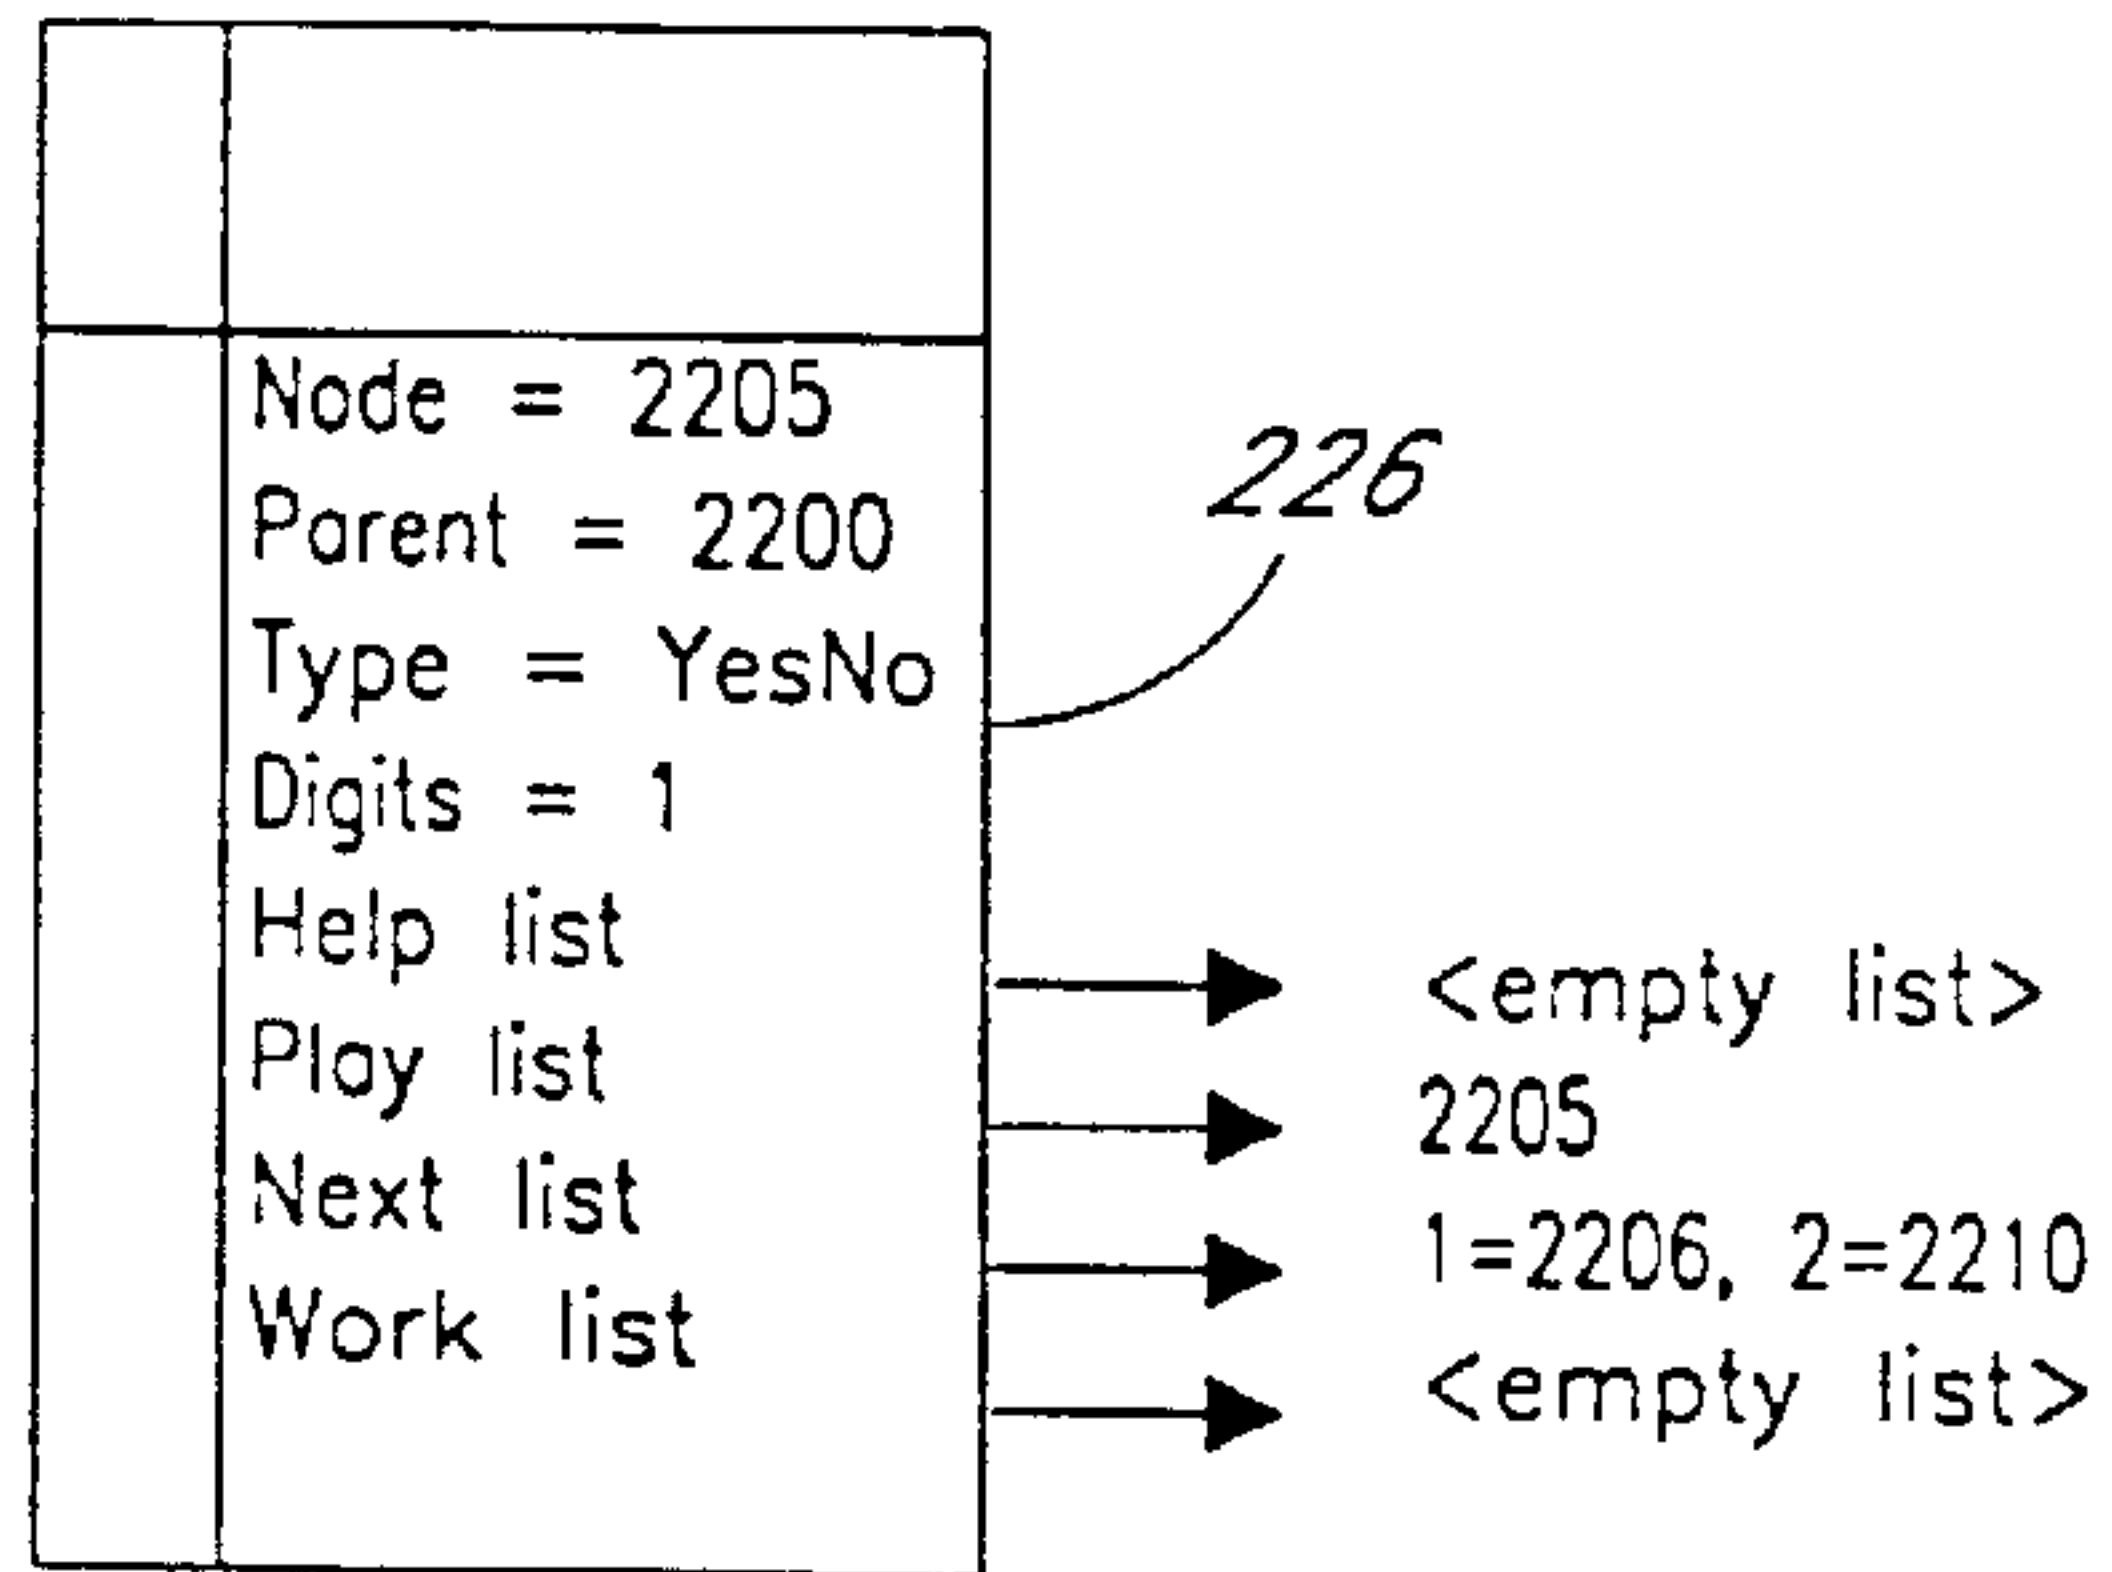 Node = 2205
226
Parent = 2200
Type = YesNo
Digits = 1
Help list
<empty list>
Play list
2205
Next list
1=2206, 2=2210
Work list
<empty list>